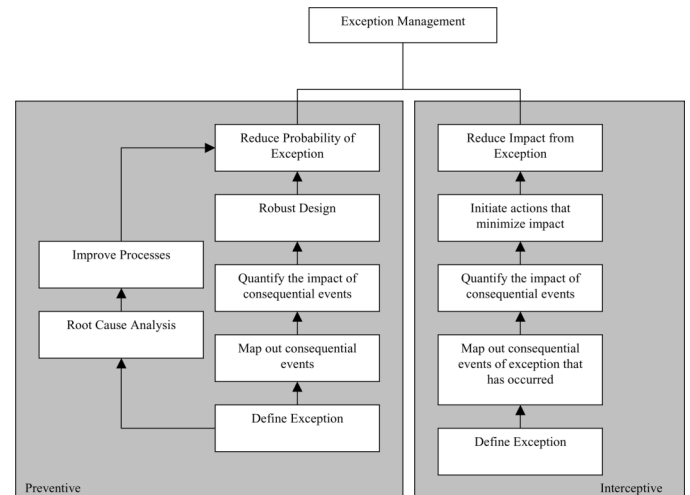 Exception Management
Reduce Probability of
Exception
Robust Design
Improve Processes
Quantify the impact of
consequential events
Root Cause Analysis
Map out consequential
events
Define Exception
Preventive
Reduce Impact from
Exception
Initiate actions that
minimize impact
Quantify the impact of
consequential events
Map out consequential
events of exception that
has occurred
Define Exception
Interceptive